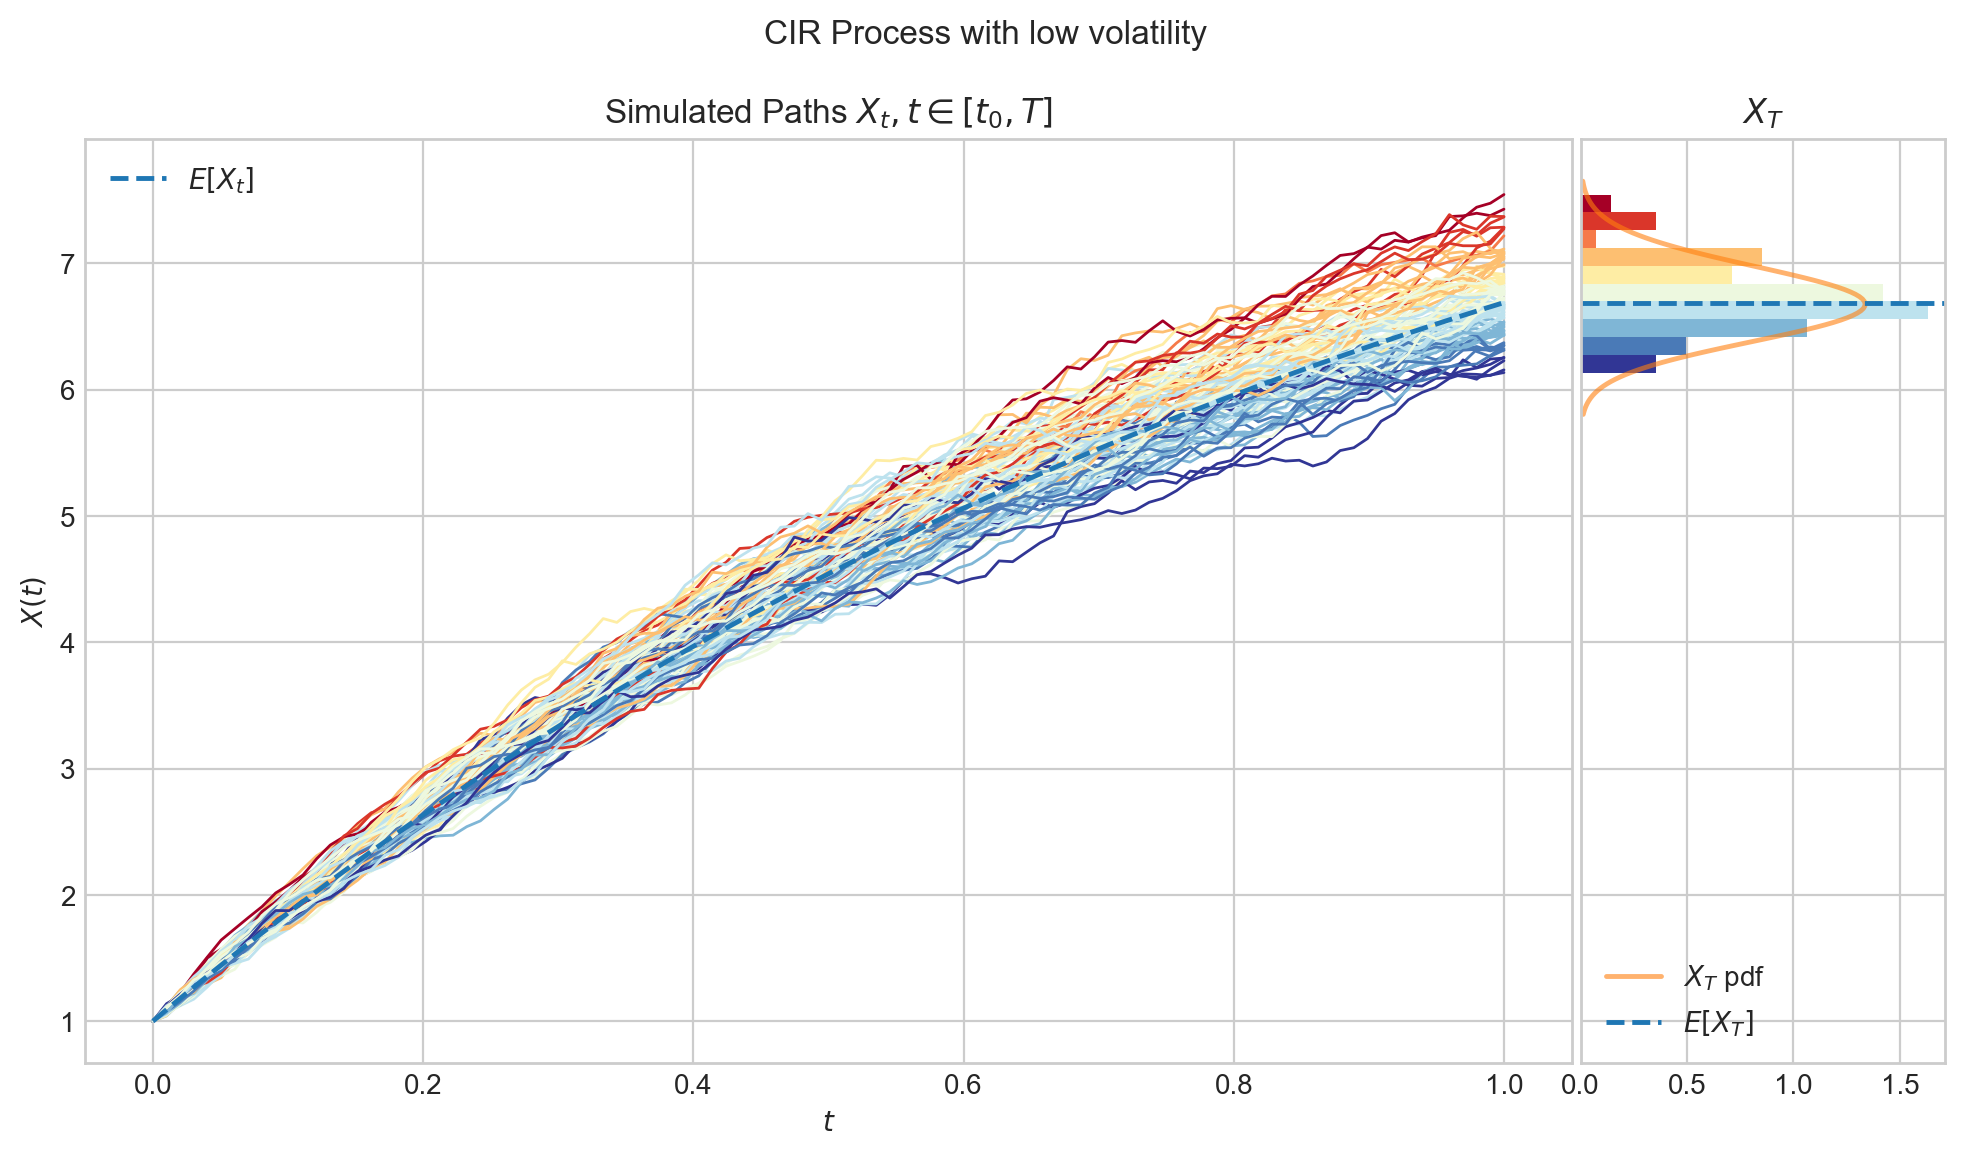 CIR Process with low volatility
Simulated Paths $X_t, t \in [t_0, T]$
$X_T$
$E[X_t]$
7
6
5
4
3
2
1
X(t)
0.0 0.2 0.4 0.6 0.8 1.0
t
$X_T$ pdf
$E[X_T]$
0.0 0.5 1.0 1.5